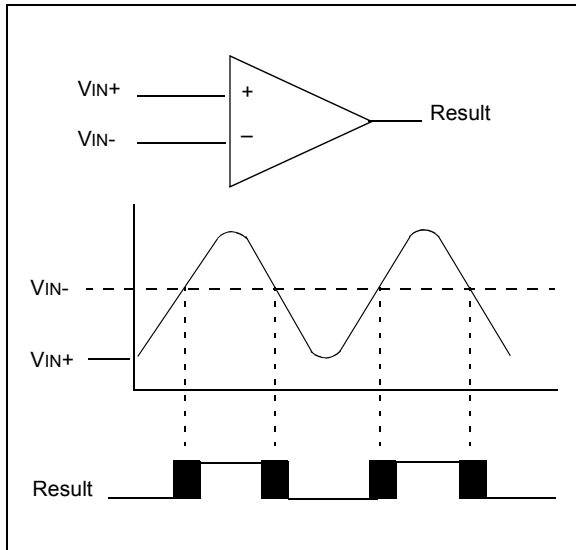 VIN+
+
VIN-
–
Result
VIN-
VIN+
Result